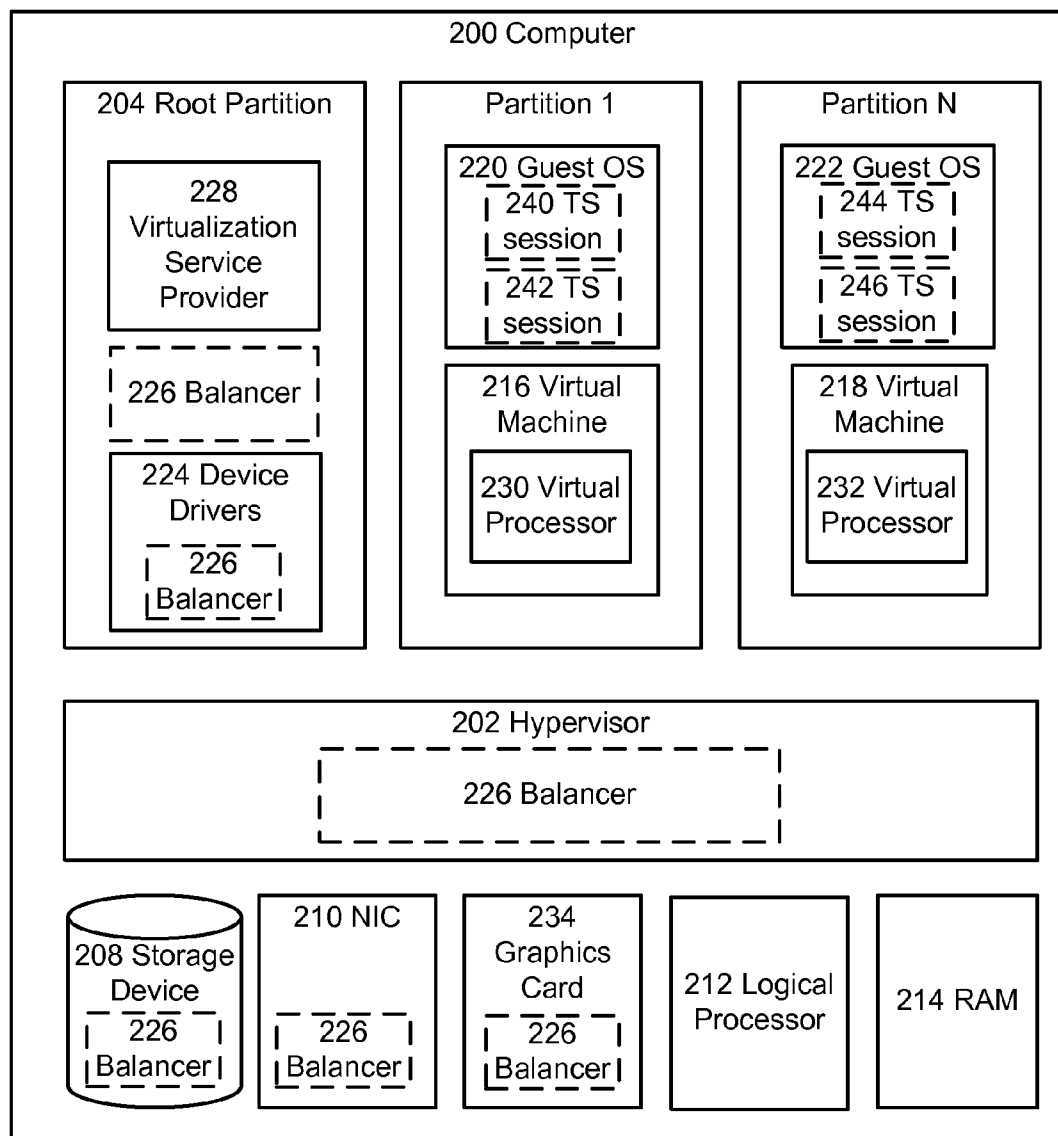 200 Computer
204 Root Partition
228
Virtualization
Service
Provider
226 Balancer
224 Device
Drivers
226
Balancer
Partition 1
220 Guest OS
240 TS
session
242 TS
session
216 Virtual
Machine
230 Virtual
Processor
Partition N
222 Guest OS
244 TS
session
246 TS
session
218 Virtual
Machine
232 Virtual
Processor
202 Hypervisor
226 Balancer
208 Storage
Device
226
Balancer
210 NIC
226
Balancer
234
Graphics
Card
226
Balancer
212 Logical
Processor
214 RAM